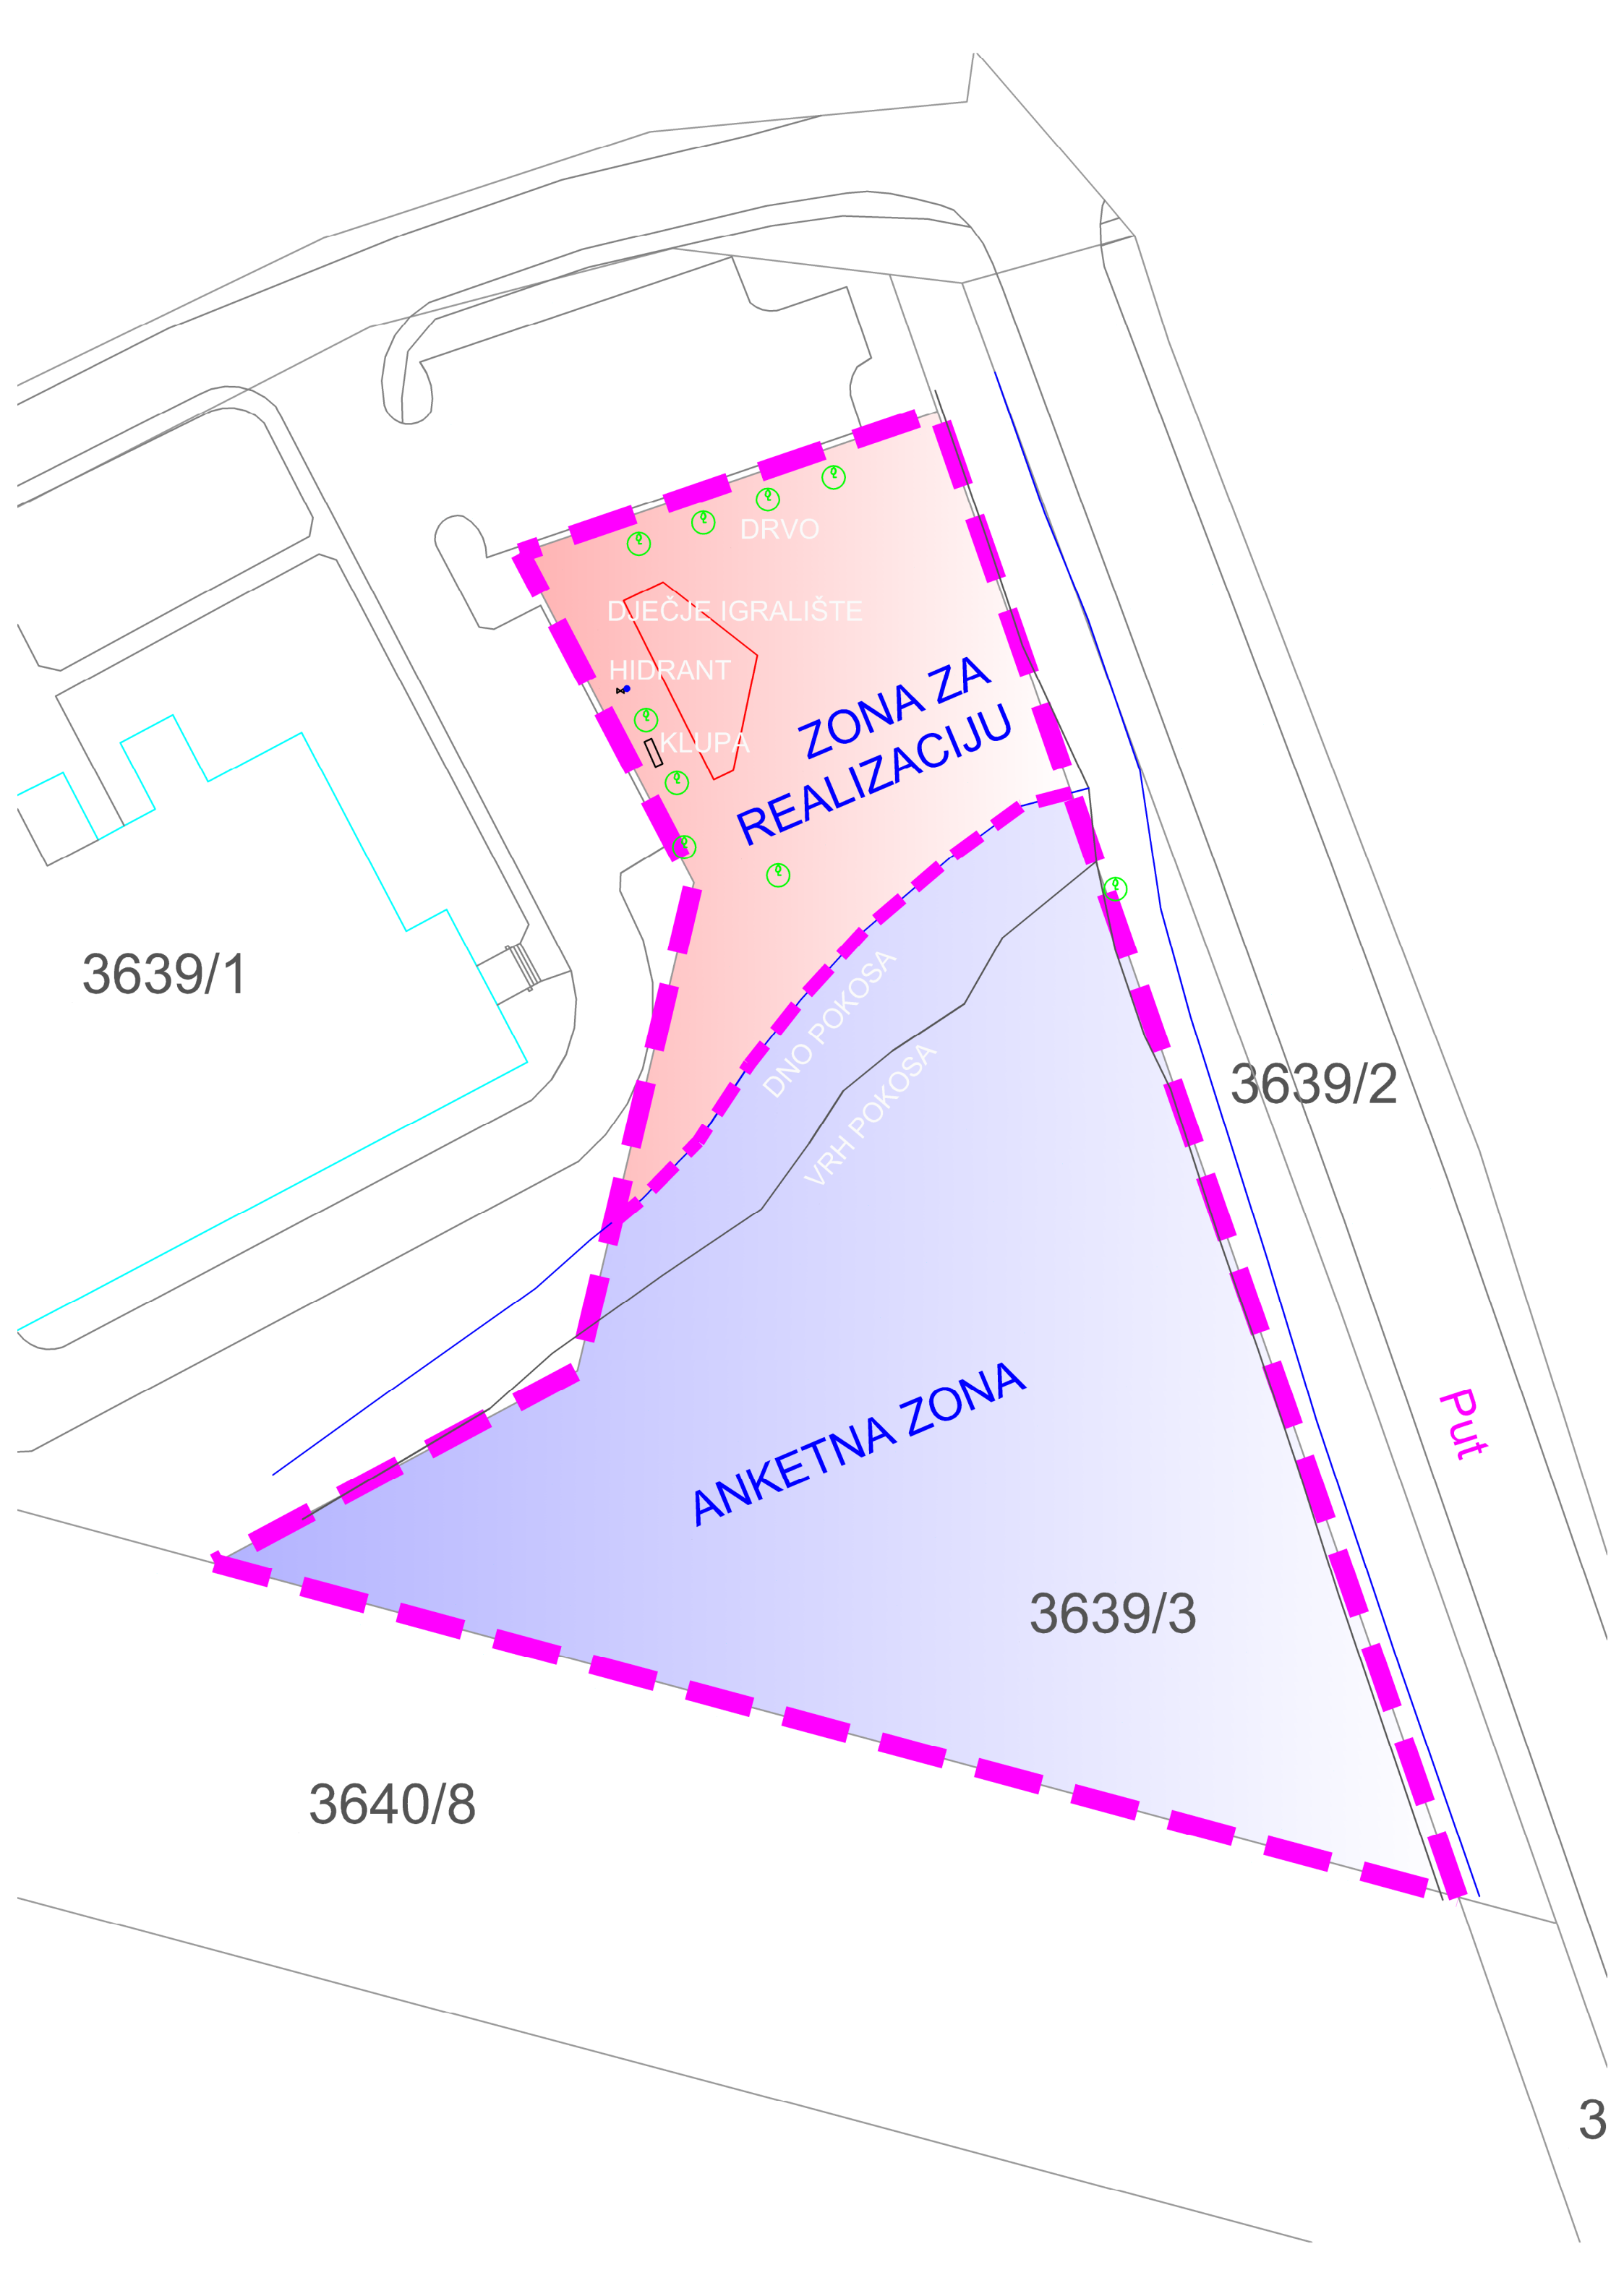 DRVO
DJEČJE IGRALIŠTE
HIDRANT
KLUPA
ZONA ZA
REALIZACIJU
3639/1
DNO POKOSA
VRH POKOSA
3639/2
ANKETNA ZONA
Put
3639/3
3640/8
3